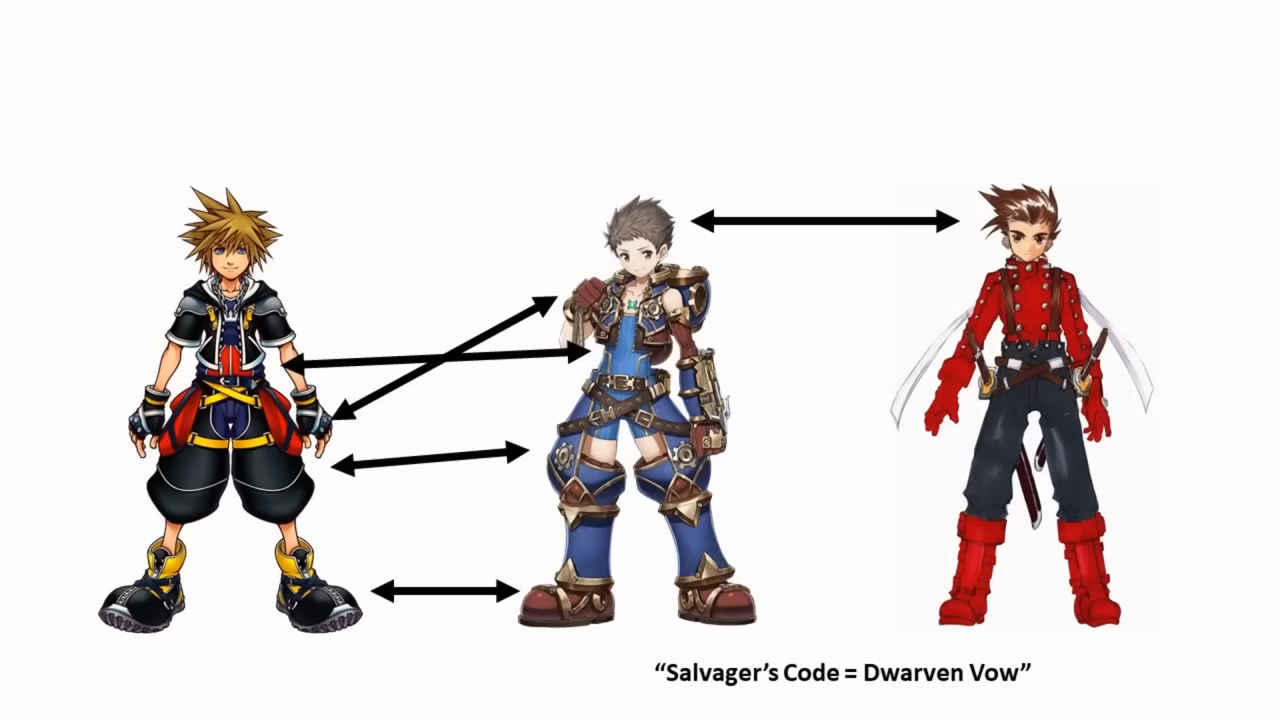 “Salvager’s Code = Dwarven Vow”